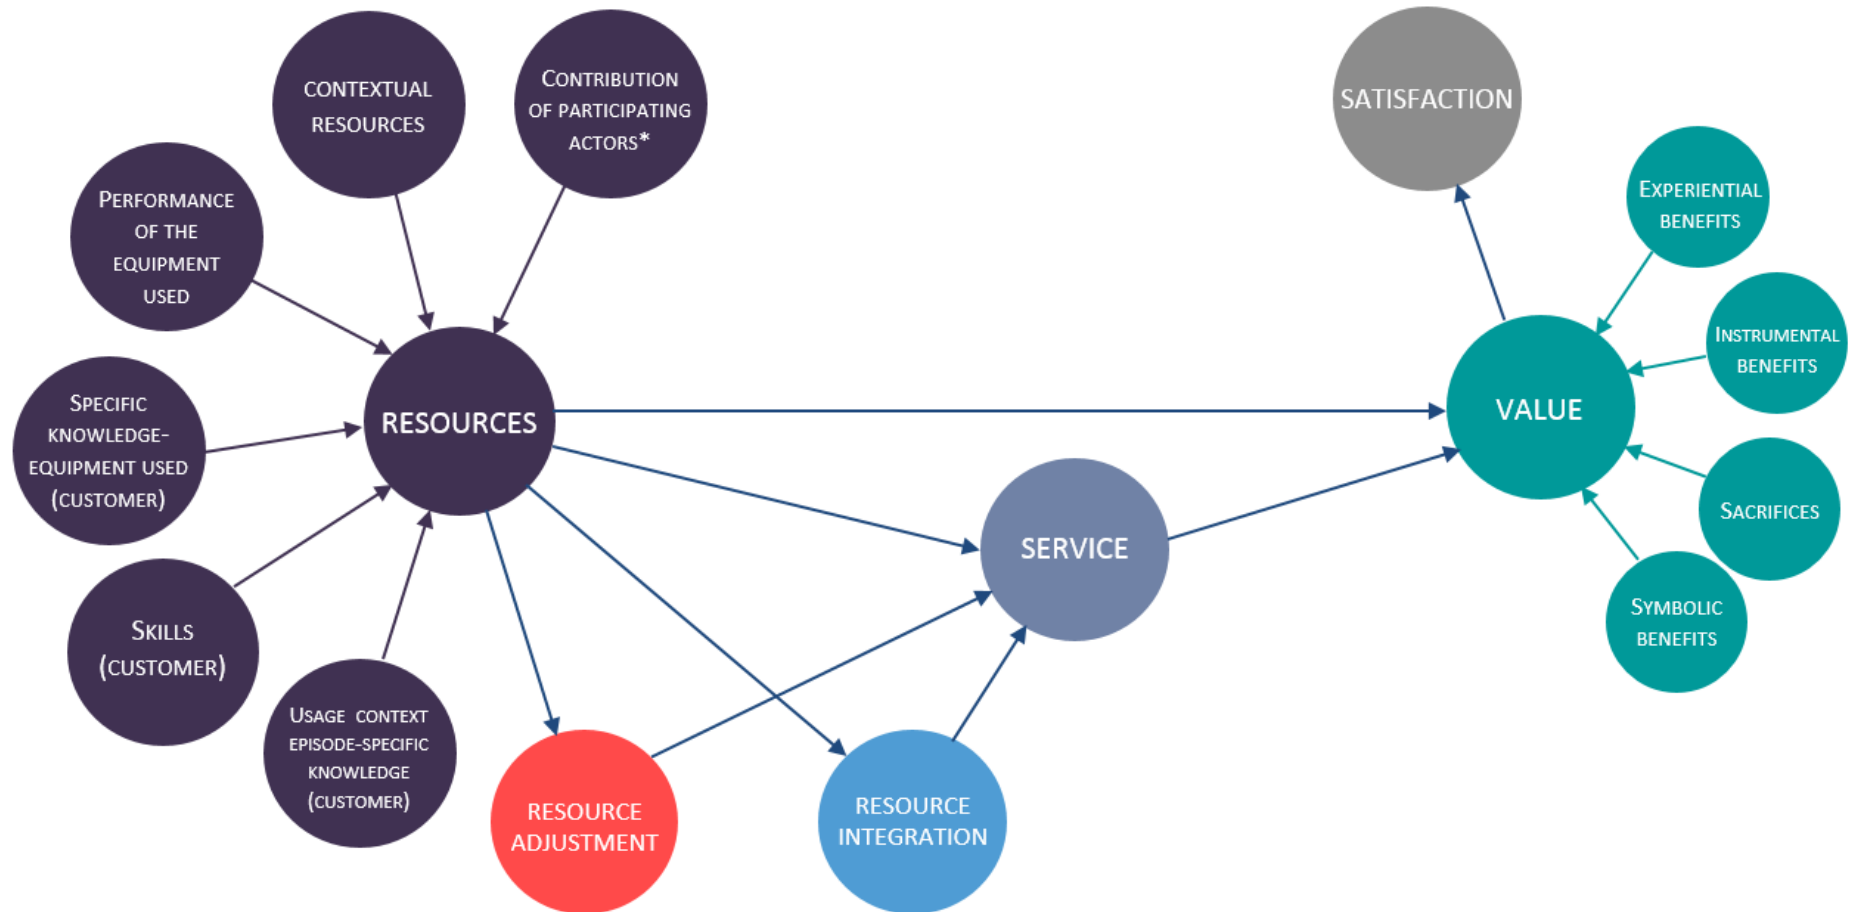 CONTEXTUAL
RESOURCES
CONTRIBUTION
OF PARTICIPATING
ACTORS*
SATISFACTION
PERFORMANCE
OF THE
EQUIPMENT
USED
EXPERIENTIAL
BENEFITS
INSTRUMENTAL
BENEFITS
SPECIFIC
KNOWLEDGE-
EQUIPMENT USED
(CUSTOMER)
RESOURCES
VALUE
SERVICE
SACRIFICES
SKILLS
(CUSTOMER)
SYMBOLIC
BENEFITS
USAGE CONTEXT
EPISODE-SPECIFIC
KNOWLEDGE
(CUSTOMER)
RESOURCE
ADJUSTMENT
RESOURCE
INTEGRATION